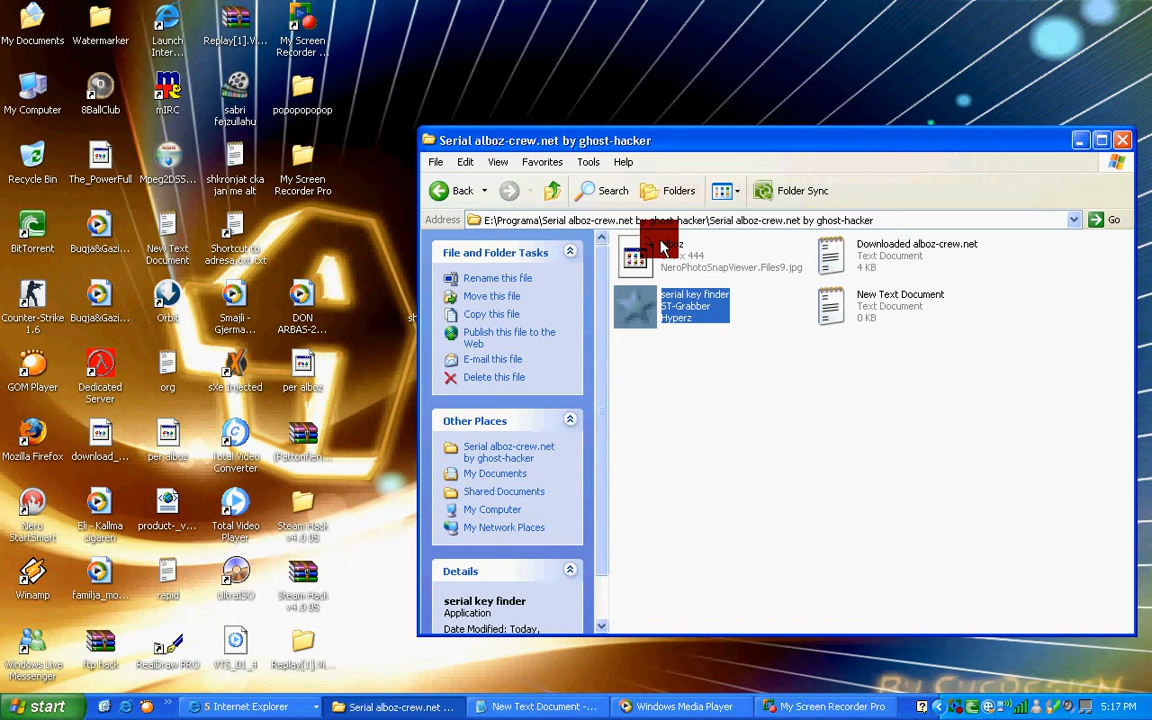 My Documents
Watermarker
Launch
Inter...
Replay[1].V...
My Screen
Recorder ...
My Computer
8BallClub
mIRC
sabri
fejzullahu
popopopopop
Recycle Bin
The_PowerFull
Mpeg2DSS...
shkronjat cka
jan me alt
My Screen
Recorder Pro
BitTorrent
Buqja&Gazi...
New Text
Document
Shortcut to
adresa txt.txt
Counter-Strike
1.6
Buqja&Gazi...
Orbit
Smajli -
Gjerma...
DON
ARBAS-2...
GOM Player
Dedicated
Server
org
sXe Injected
per alboz
Mozilla Firefox
download_...
per alboz
Total Video
Converter
Nero
StartSmart
Eli - Kallma
cigaren
product-_v...
Total Video
Player
Steam Hack
v4.0 05
Winamp
familja_mo...
rapid
UltraISO
Steam Hack
v4.0 05
Windows Live
Messenger
ftp hack
RealDraw PRO
VTS_01_4
Serial alboz-crew.net by ghost-hacker
File Edit View Favorites Tools Help
Back Search Folders Folder Sync
Address E:\Programa\Serial alboz-crew.net by ghost-hacker\Serial alboz-crew.net by ghost-hacker Go
File and Folder Tasks
Rename this file
Move this file
Copy this file
Publish this file to the
Web
E-mail this file
Delete this file
Other Places
Serial alboz-crew.net
by ghost-hacker
My Documents
Shared Documents
My Computer
My Network Places
Details
serial key finder
Application
Date Modified: Today,
x 444
NeroPhotoSnapViewer.Files9.jpg
Downloaded alboz-crew.net
Text Document
4 KB
serial key finder
ST-Grabber
Hyperz
New Text Document
Text Document
0 KB
start
5 Internet Explorer
Serial alboz-crew.net ...
New Text Document -...
Windows Media Player
My Screen Recorder Pro
5:17 PM